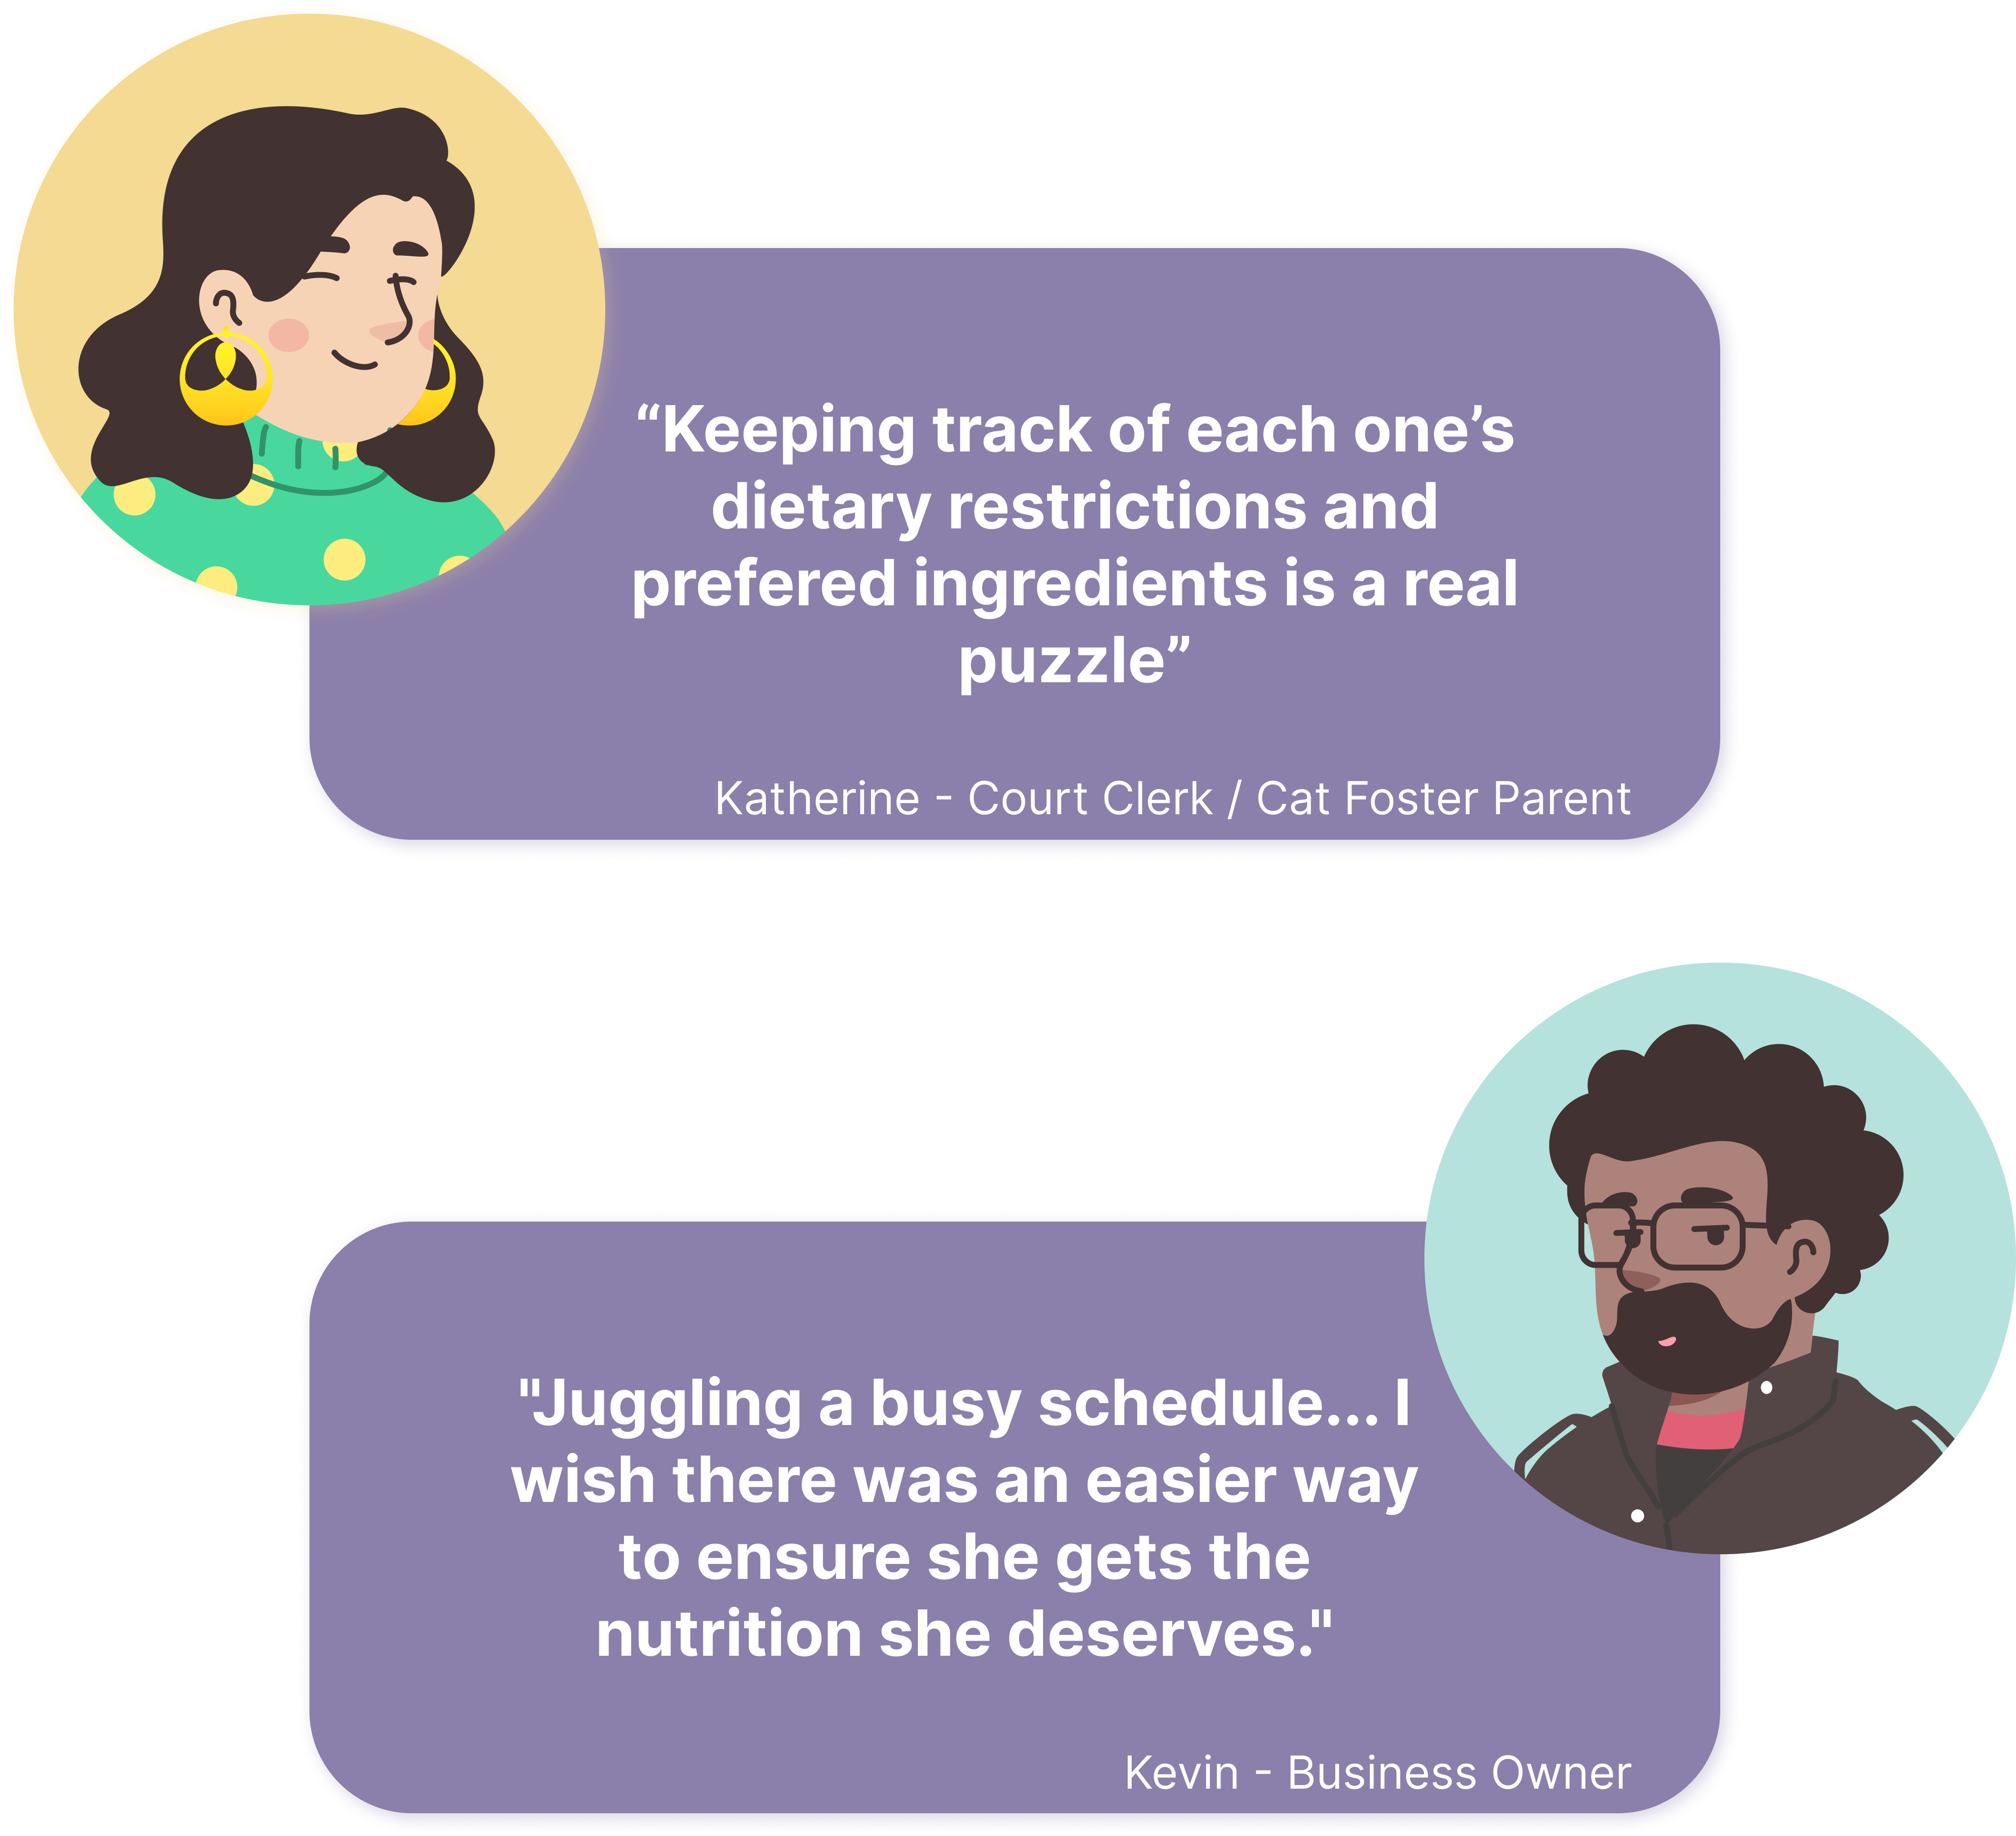 “Keeping track of each one’s
dietary restrictions and
prefered ingredients is a real
puzzle”
Katherine - Court Clerk / Cat Foster Parent
"Juggling a busy schedule... I
wish there was an easier way
to ensure she gets the
nutrition she deserves."
Kevin - Business Owner